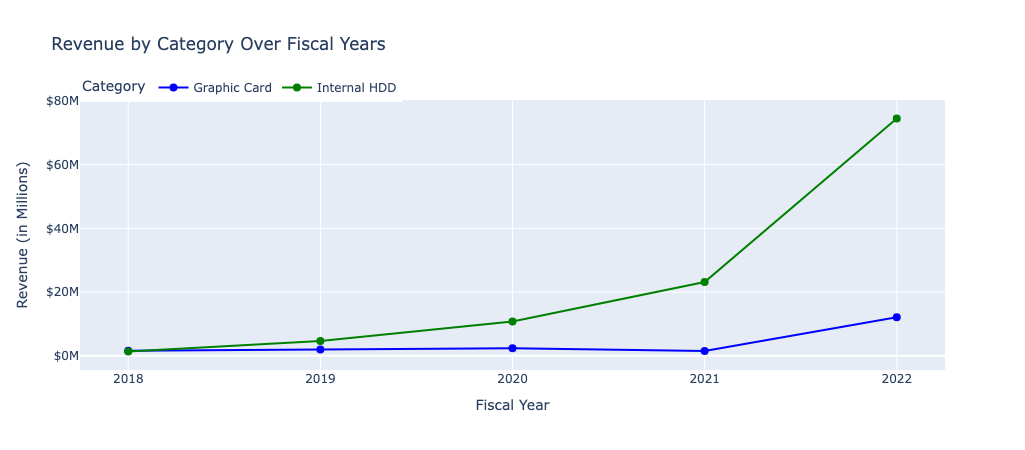 Revenue by Category Over Fiscal Years
Category Graphic Card Internal HDD
$80M
$60M
$40M
$20M
$0M
Revenue (in Millions)
2018 2019 2020 2021 2022
Fiscal Year